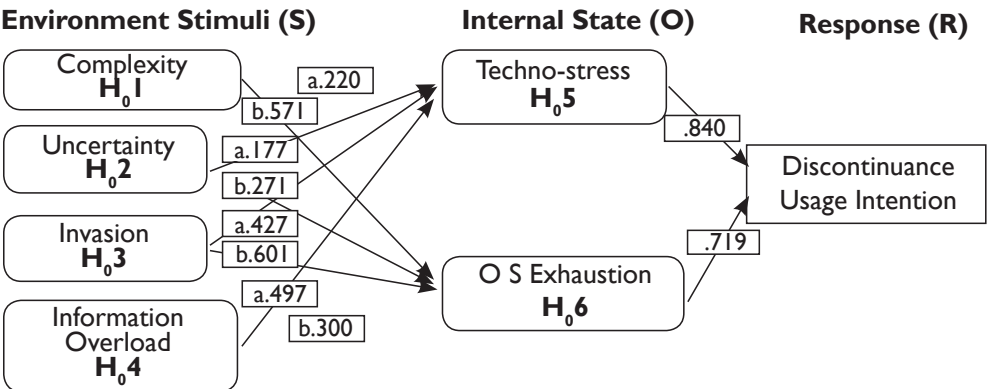 Environment Stimuli (S)
Internal State (O)
Response (R)
Complexity
H₀1
Uncertainty
H₀2
Invasion
H₀3
Information
Overload
H₀4
a.220
b.571
a.177
b.271
a.427
b.601
a.497
b.300
Techno-stress
H₀5
O S Exhaustion
H₀6
.840
.719
Discontinuance
Usage Intention